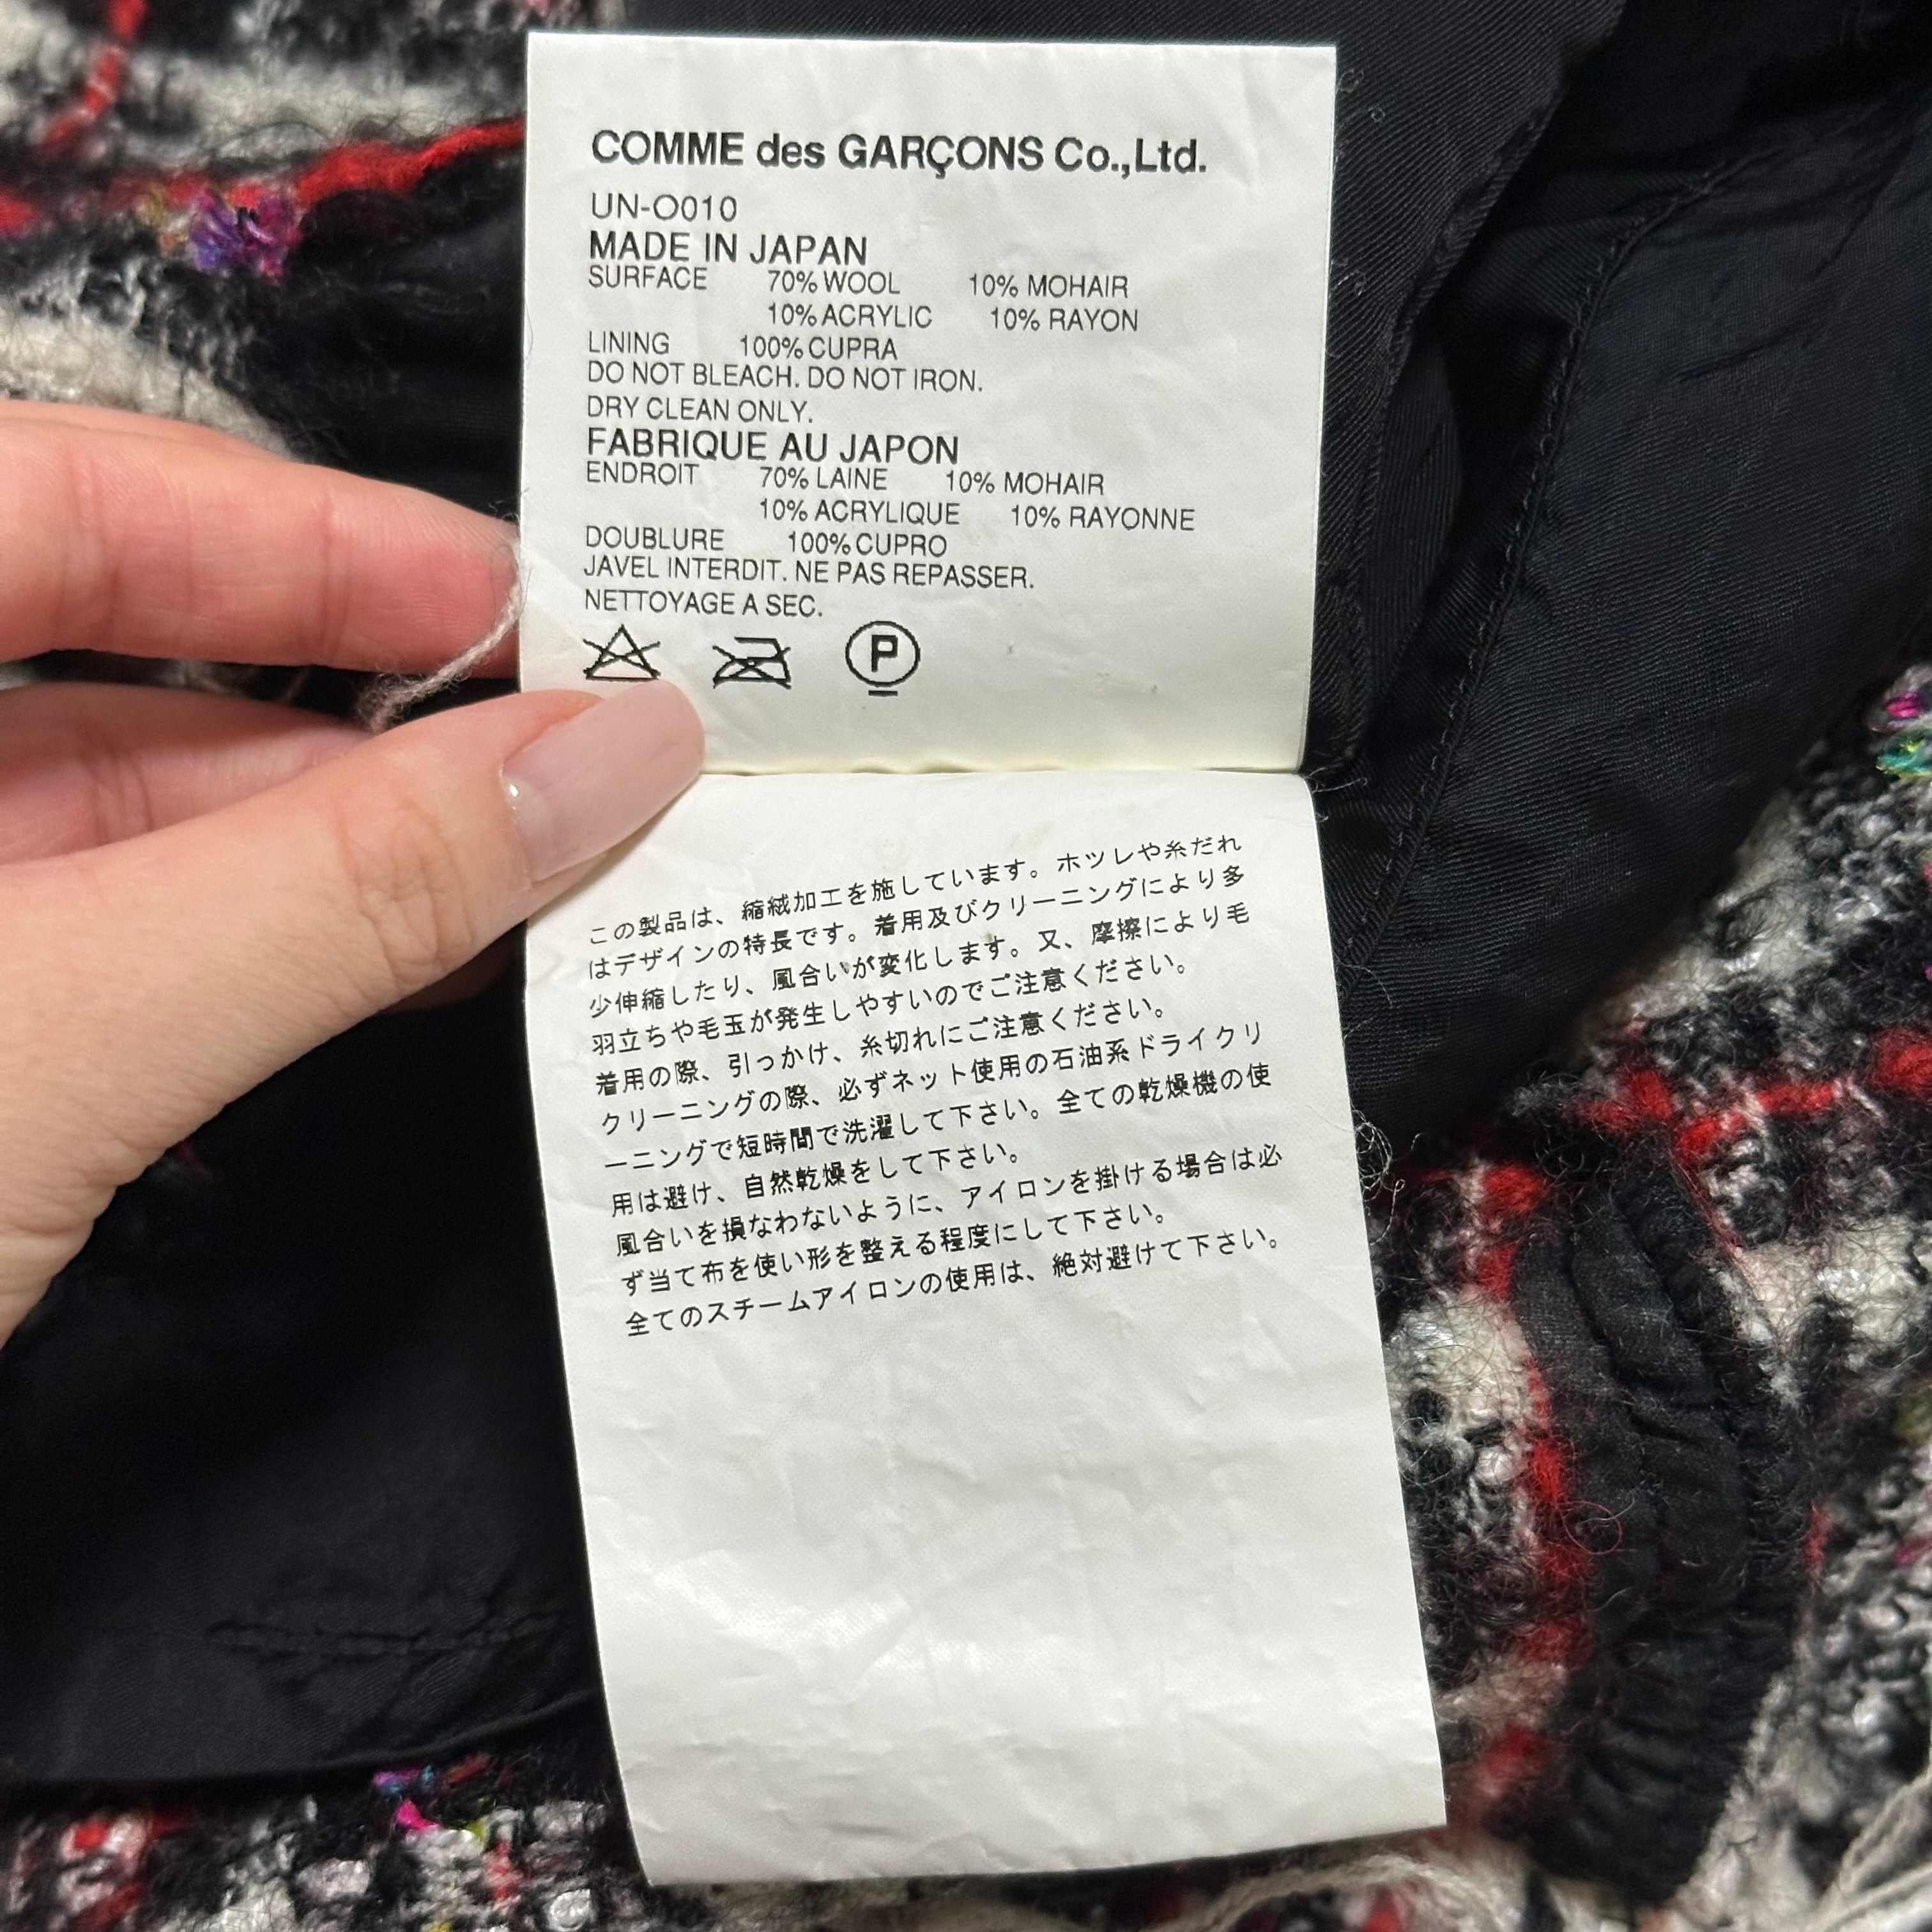 COMME des GARÇONS Co.,Ltd.
UN-O010
MADE IN JAPAN
SURFACE 70% WOOL 10% MOHAIR
10% ACRYLIC 10% RAYON
LINING 100% CUPRA
DO NOT BLEACH. DO NOT IRON.
DRY CLEAN ONLY.
FABRIQUE AU JAPON
ENDROIT 70% LAINE 10% MOHAIR
10% ACRYLIQUE 10% RAYONNE
DOUBLURE 100% CUPRO
JAVEL INTERDIT. NE PAS REPASSER.
NETTOYAGE A SEC.
P
この製品は、縮絨加工を施しています。ホツレや糸だれ
はデザインの特長です。着用及びクリーニングにより多
少伸縮したり、風合いが変化します。又、摩擦により毛
羽立ちや毛玉が発生しやすいのでご注意ください。
着用の際、引っかけ、糸切れにご注意ください。
クリーニングの際、必ずネット使用の石油系ドライクリ
ーニングで短時間で洗濯して下さい。全ての乾燥機の使
用は避け、自然乾燥をして下さい。
風合いを損なわないように、アイロンを掛ける場合は必
ず当て布を使い形を整える程度にして下さい。
全てのスチームアイロンの使用は、絶対避けて下さい。